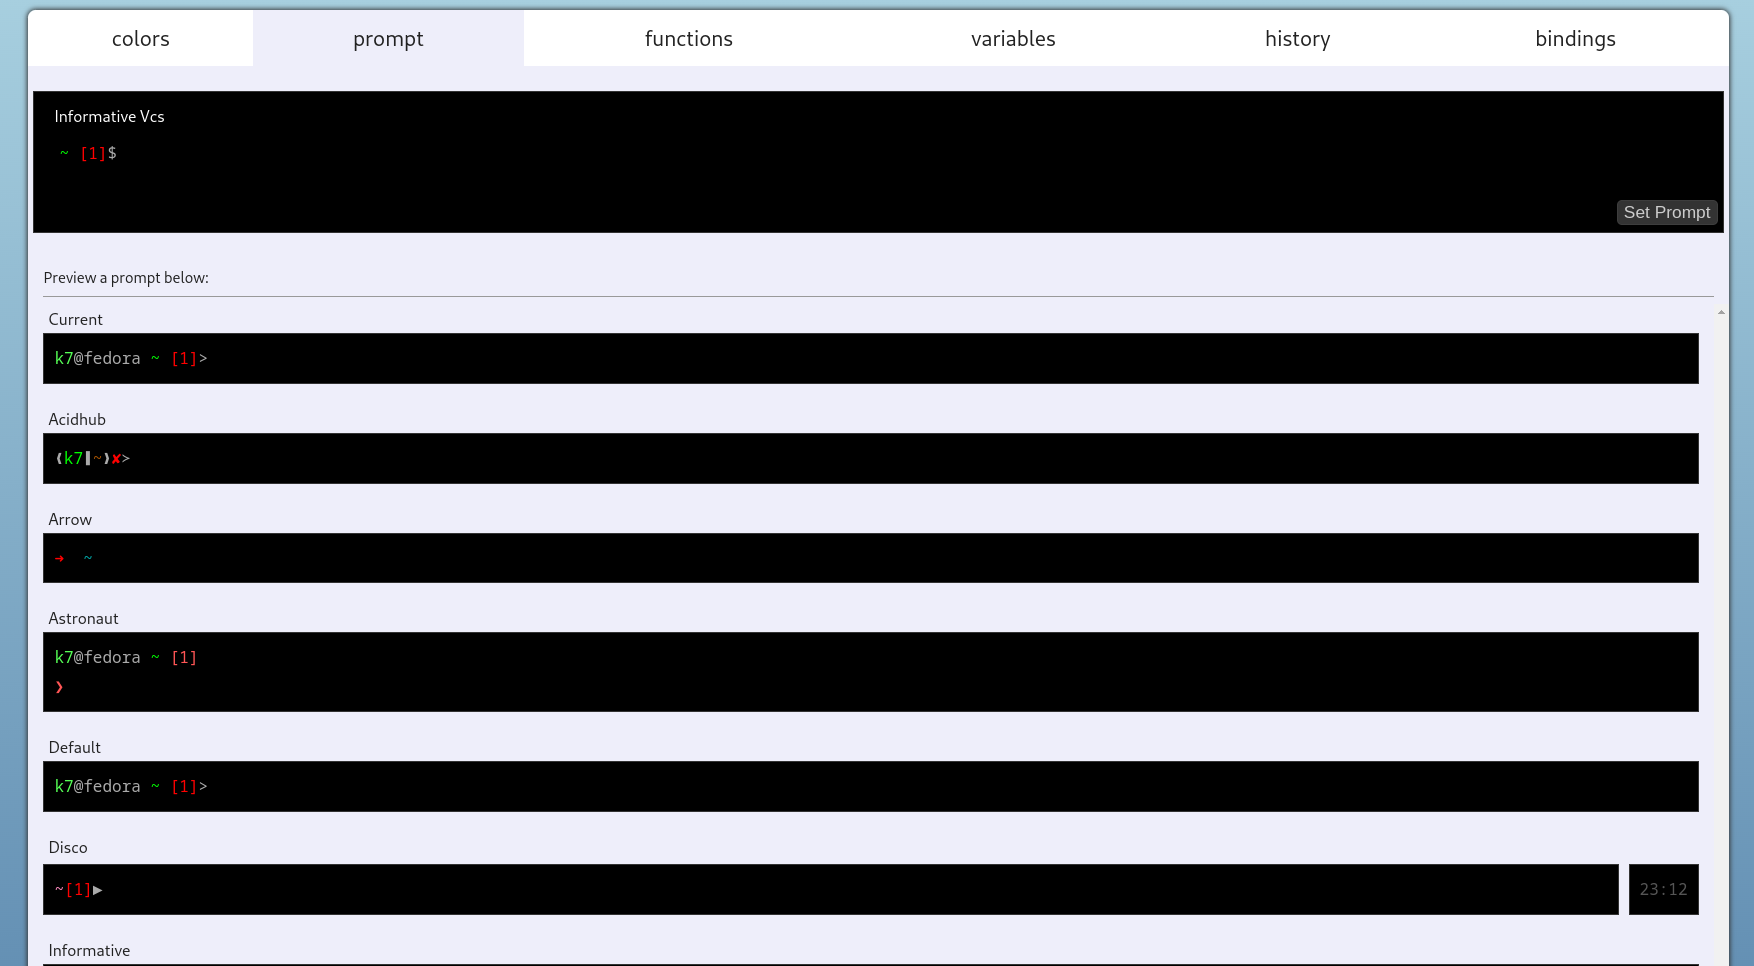 colors prompt functions variables history bindings
Informative Vcs
~ [1]$
Set Prompt
Preview a prompt below:
Current
k7@fedora ~ [1]>
Acidhub
❨k7❙~❩✘>
Arrow
➜ ~
Astronaut
k7@fedora ~ [1]
❯
Default
k7@fedora ~ [1]>
Disco
~[1]▶ 23:12
Informative